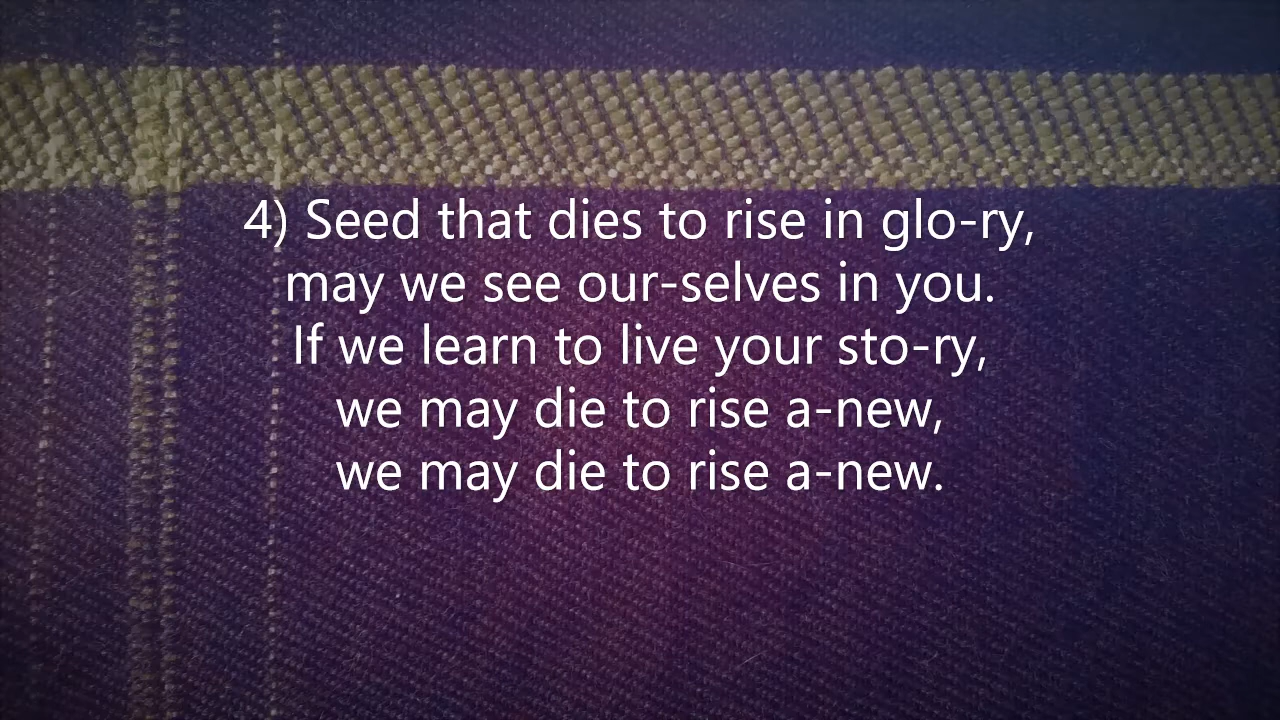 4) Seed that dies to rise in glo-ry,
may we see our-selves in you.
If we learn to live your sto-ry,
we may die to rise a-new,
we may die to rise a-new.